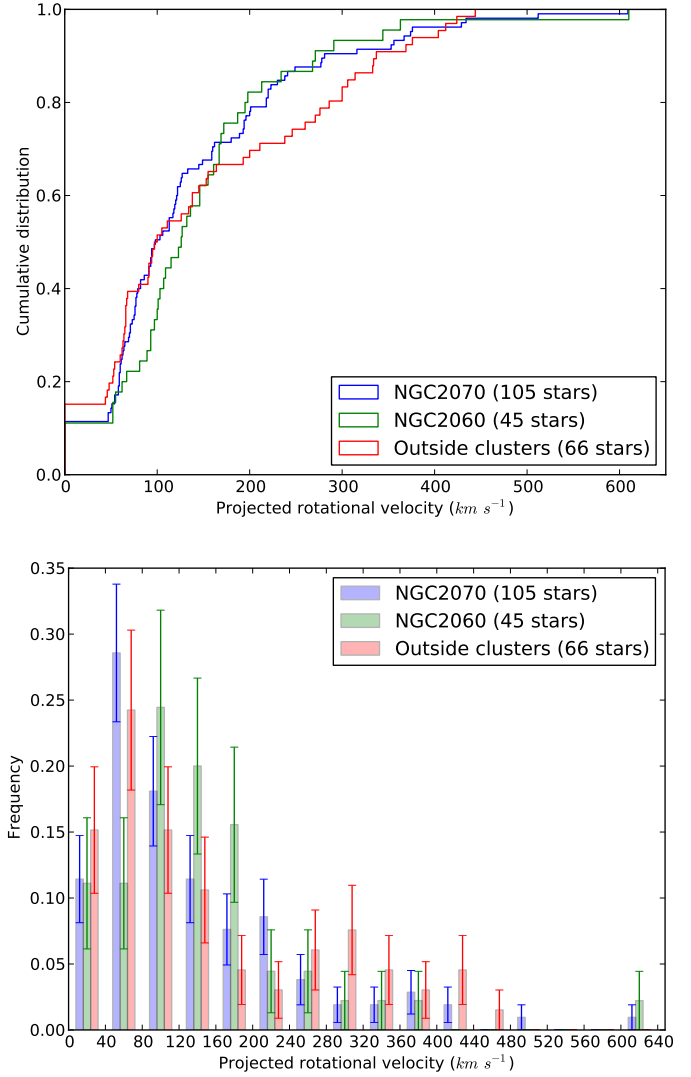 1.0
0.8
0.6
0.4
0.2
0.0
Cumulative distribution
NGC2070 (105 stars)
NGC2060 (45 stars)
Outside clusters (66 stars)
0 100 200 300 400 500 600
Projected rotational velocity (km s⁻¹)
0.35
0.30
0.25
0.20
0.15
0.10
0.05
0.00
Frequency
NGC2070 (105 stars)
NGC2060 (45 stars)
Outside clusters (66 stars)
0 40 80 120 160 200 240 280 320 360 400 440 480 520 560 600 640
Projected rotational velocity (km s⁻¹)